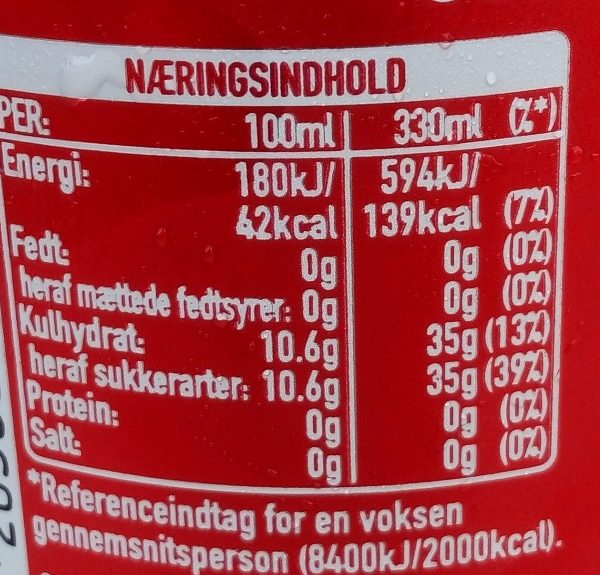 NÆRINGSINDHOLD
PER: 100ml 330ml (%*)
Energi: 180kJ/ 594kJ/
42kcal 139kcal (7%)
Fedt: 0g 0g (0%)
heraf mættede fedtsyrer: 0g 0g (0%)
Kulhydrat: 10.6g 35g (13%)
heraf sukkerarter: 10.6g 35g (39%)
Protein: 0g 0g (0%)
Salt: 0g 0g (0%)
*Referenceindtag for en voksen
gennemsnitsperson (8400kJ/2000kcal).